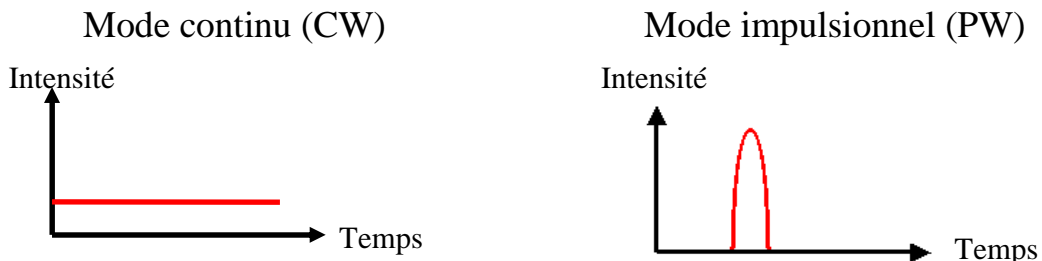 Mode continu (CW)
Mode impulsionnel (PW)
Intensité
Intensité
Temps
Temps